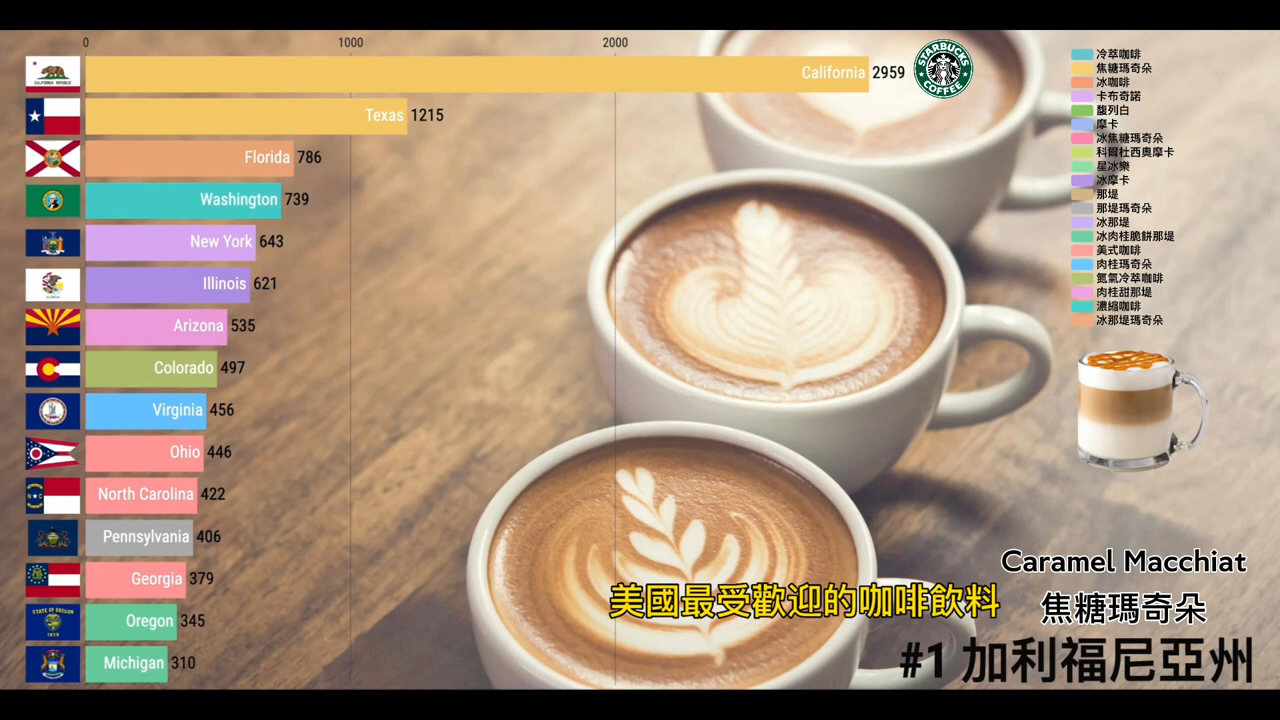 0
1000
2000
California 2959
Texas 1215
Florida 786
Washington 739
New York 643
Illinois 621
Arizona 535
Colorado 497
Virginia 456
Ohio 446
North Carolina 422
Pennsylvania 406
Georgia 379
Oregon 345
Michigan 310
STARBUCKS
COFFEE
冷萃咖啡
焦糖瑪奇朵
冰咖啡
卡布奇諾
馥列白
摩卡
冰焦糖瑪奇朵
科爾杜西奧摩卡
星冰樂
冰摩卡
那堤
那堤瑪奇朵
冰那堤
冰肉桂脆餅那堤
美式咖啡
肉桂瑪奇朵
氮氣冷萃咖啡
肉桂甜那堤
濃縮咖啡
冰那堤瑪奇朵
Caramel Macchiat
焦糖瑪奇朵
美國最受歡迎的咖啡飲料
#1 加利福尼亞州
CALIFORNIA REPUBLIC
STATE OF OREGON
1859